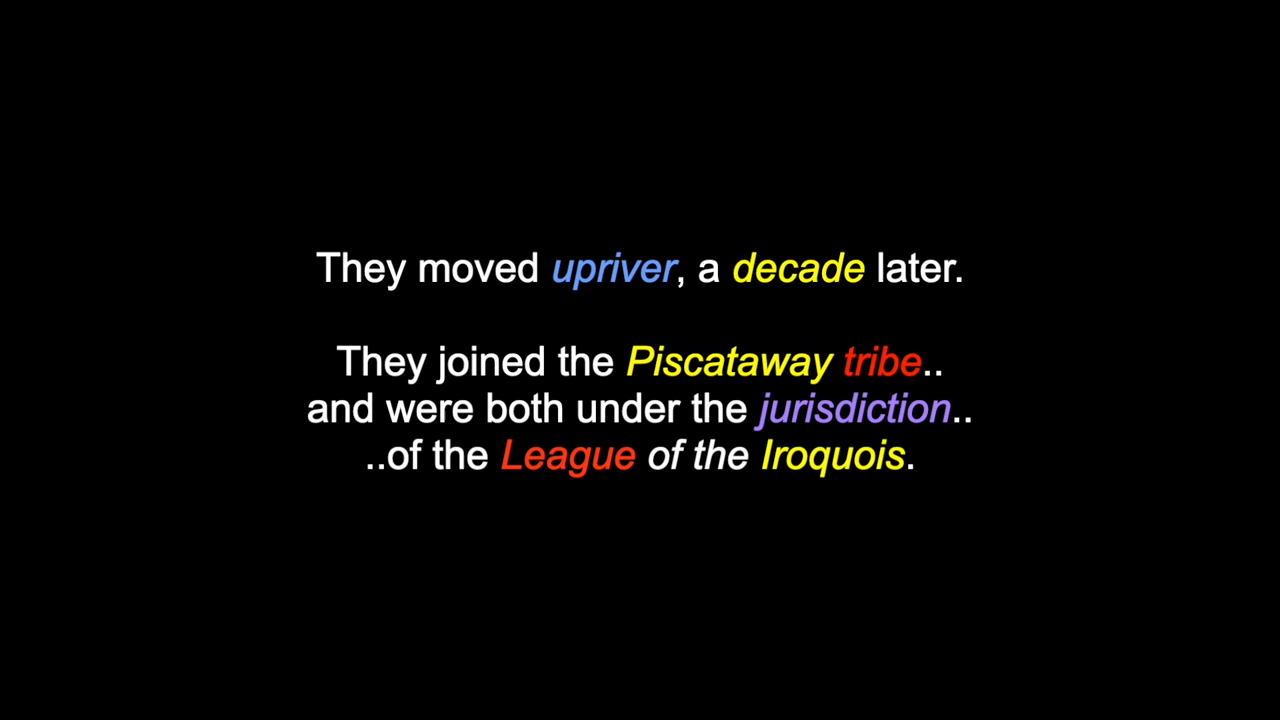 They moved upriver, a decade later.
They joined the Piscataway tribe..
and were both under the jurisdiction..
..of the League of the Iroquois.